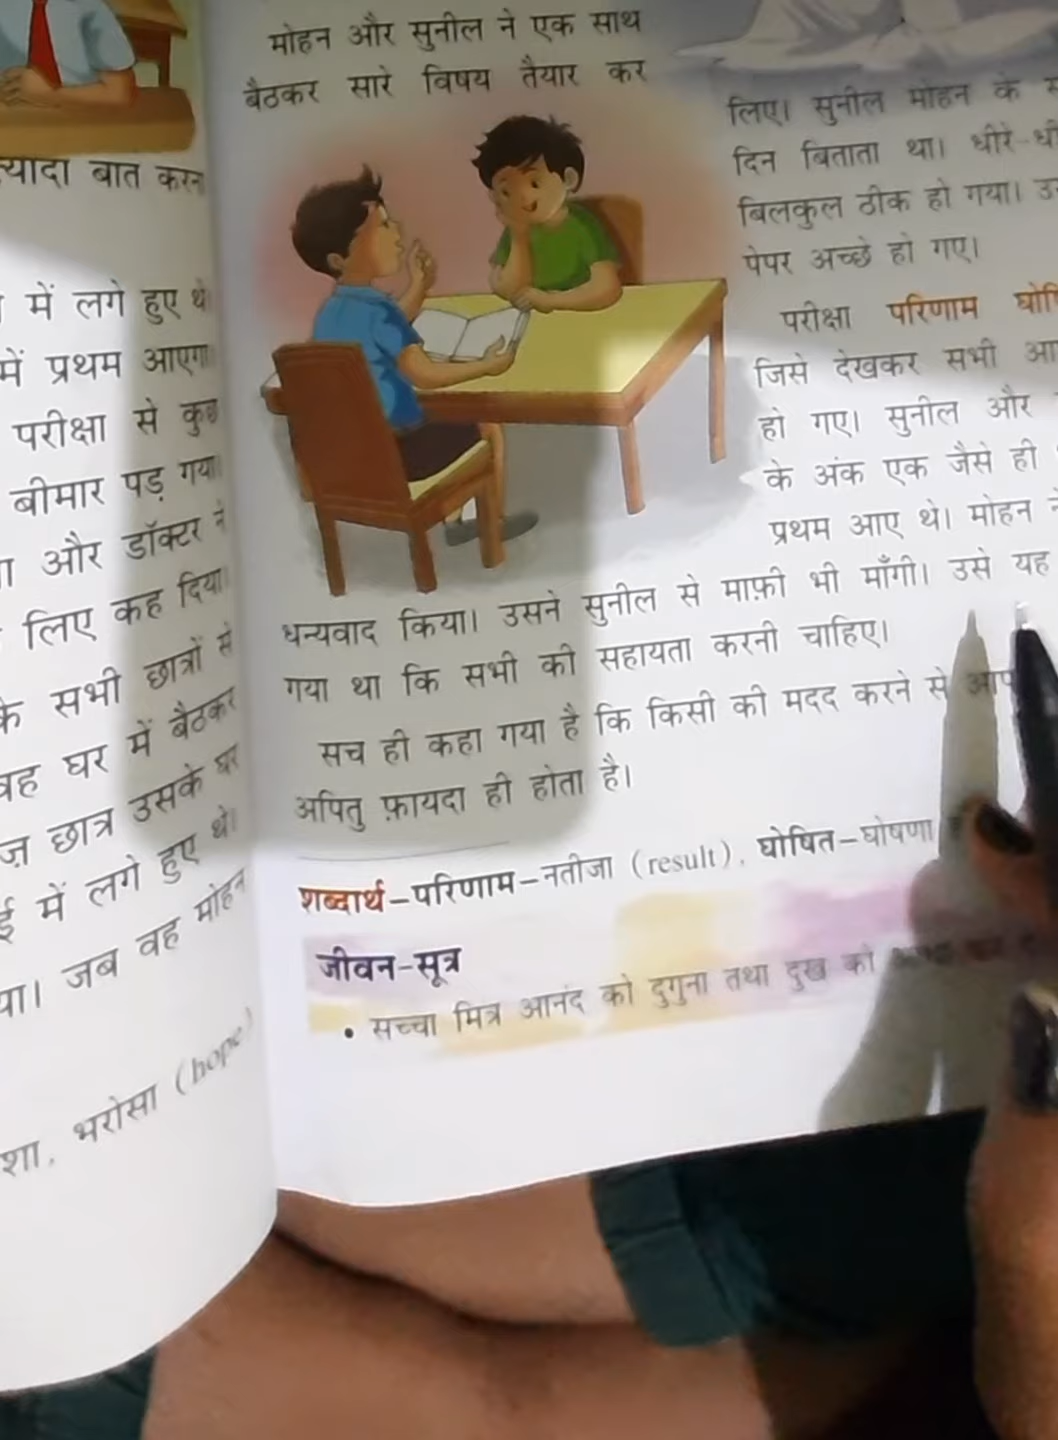 ज्यादा बात करना
में लगे हुए थे।
में प्रथम आएगा।
परीक्षा से कुछ
बीमार पड़ गया।
और डॉक्टर ने
लिए कह दिया।
के सभी छात्रों से
वह घर में बैठकर
छात्र उसके घर
में लगे हुए थे।
जब वह मोहन
भरोसा (hope)
मोहन और सुनील ने एक साथ
बैठकर सारे विषय तैयार कर
लिए। सुनील मोहन के
दिन बिताता था।
बिलकुल ठीक हो गया।
पेपर अच्छे हो गए।
परीक्षा परिणाम
जिसे देखकर सभी
हो गए। सुनील और
के अंक एक जैसे ही
प्रथम आए थे। मोहन ने
धन्यवाद किया। उसने सुनील से माफ़ी भी माँगी। उसे यह
गया था कि सभी की सहायता करनी चाहिए।
सच ही कहा गया है कि किसी की मदद करने से
अपितु फ़ायदा ही होता है।
शब्दार्थ–परिणाम–नतीजा (result), घोषित–घोषणा
जीवन-सूत्र
• सच्चा मित्र आनंद को दुगुना तथा दुख को